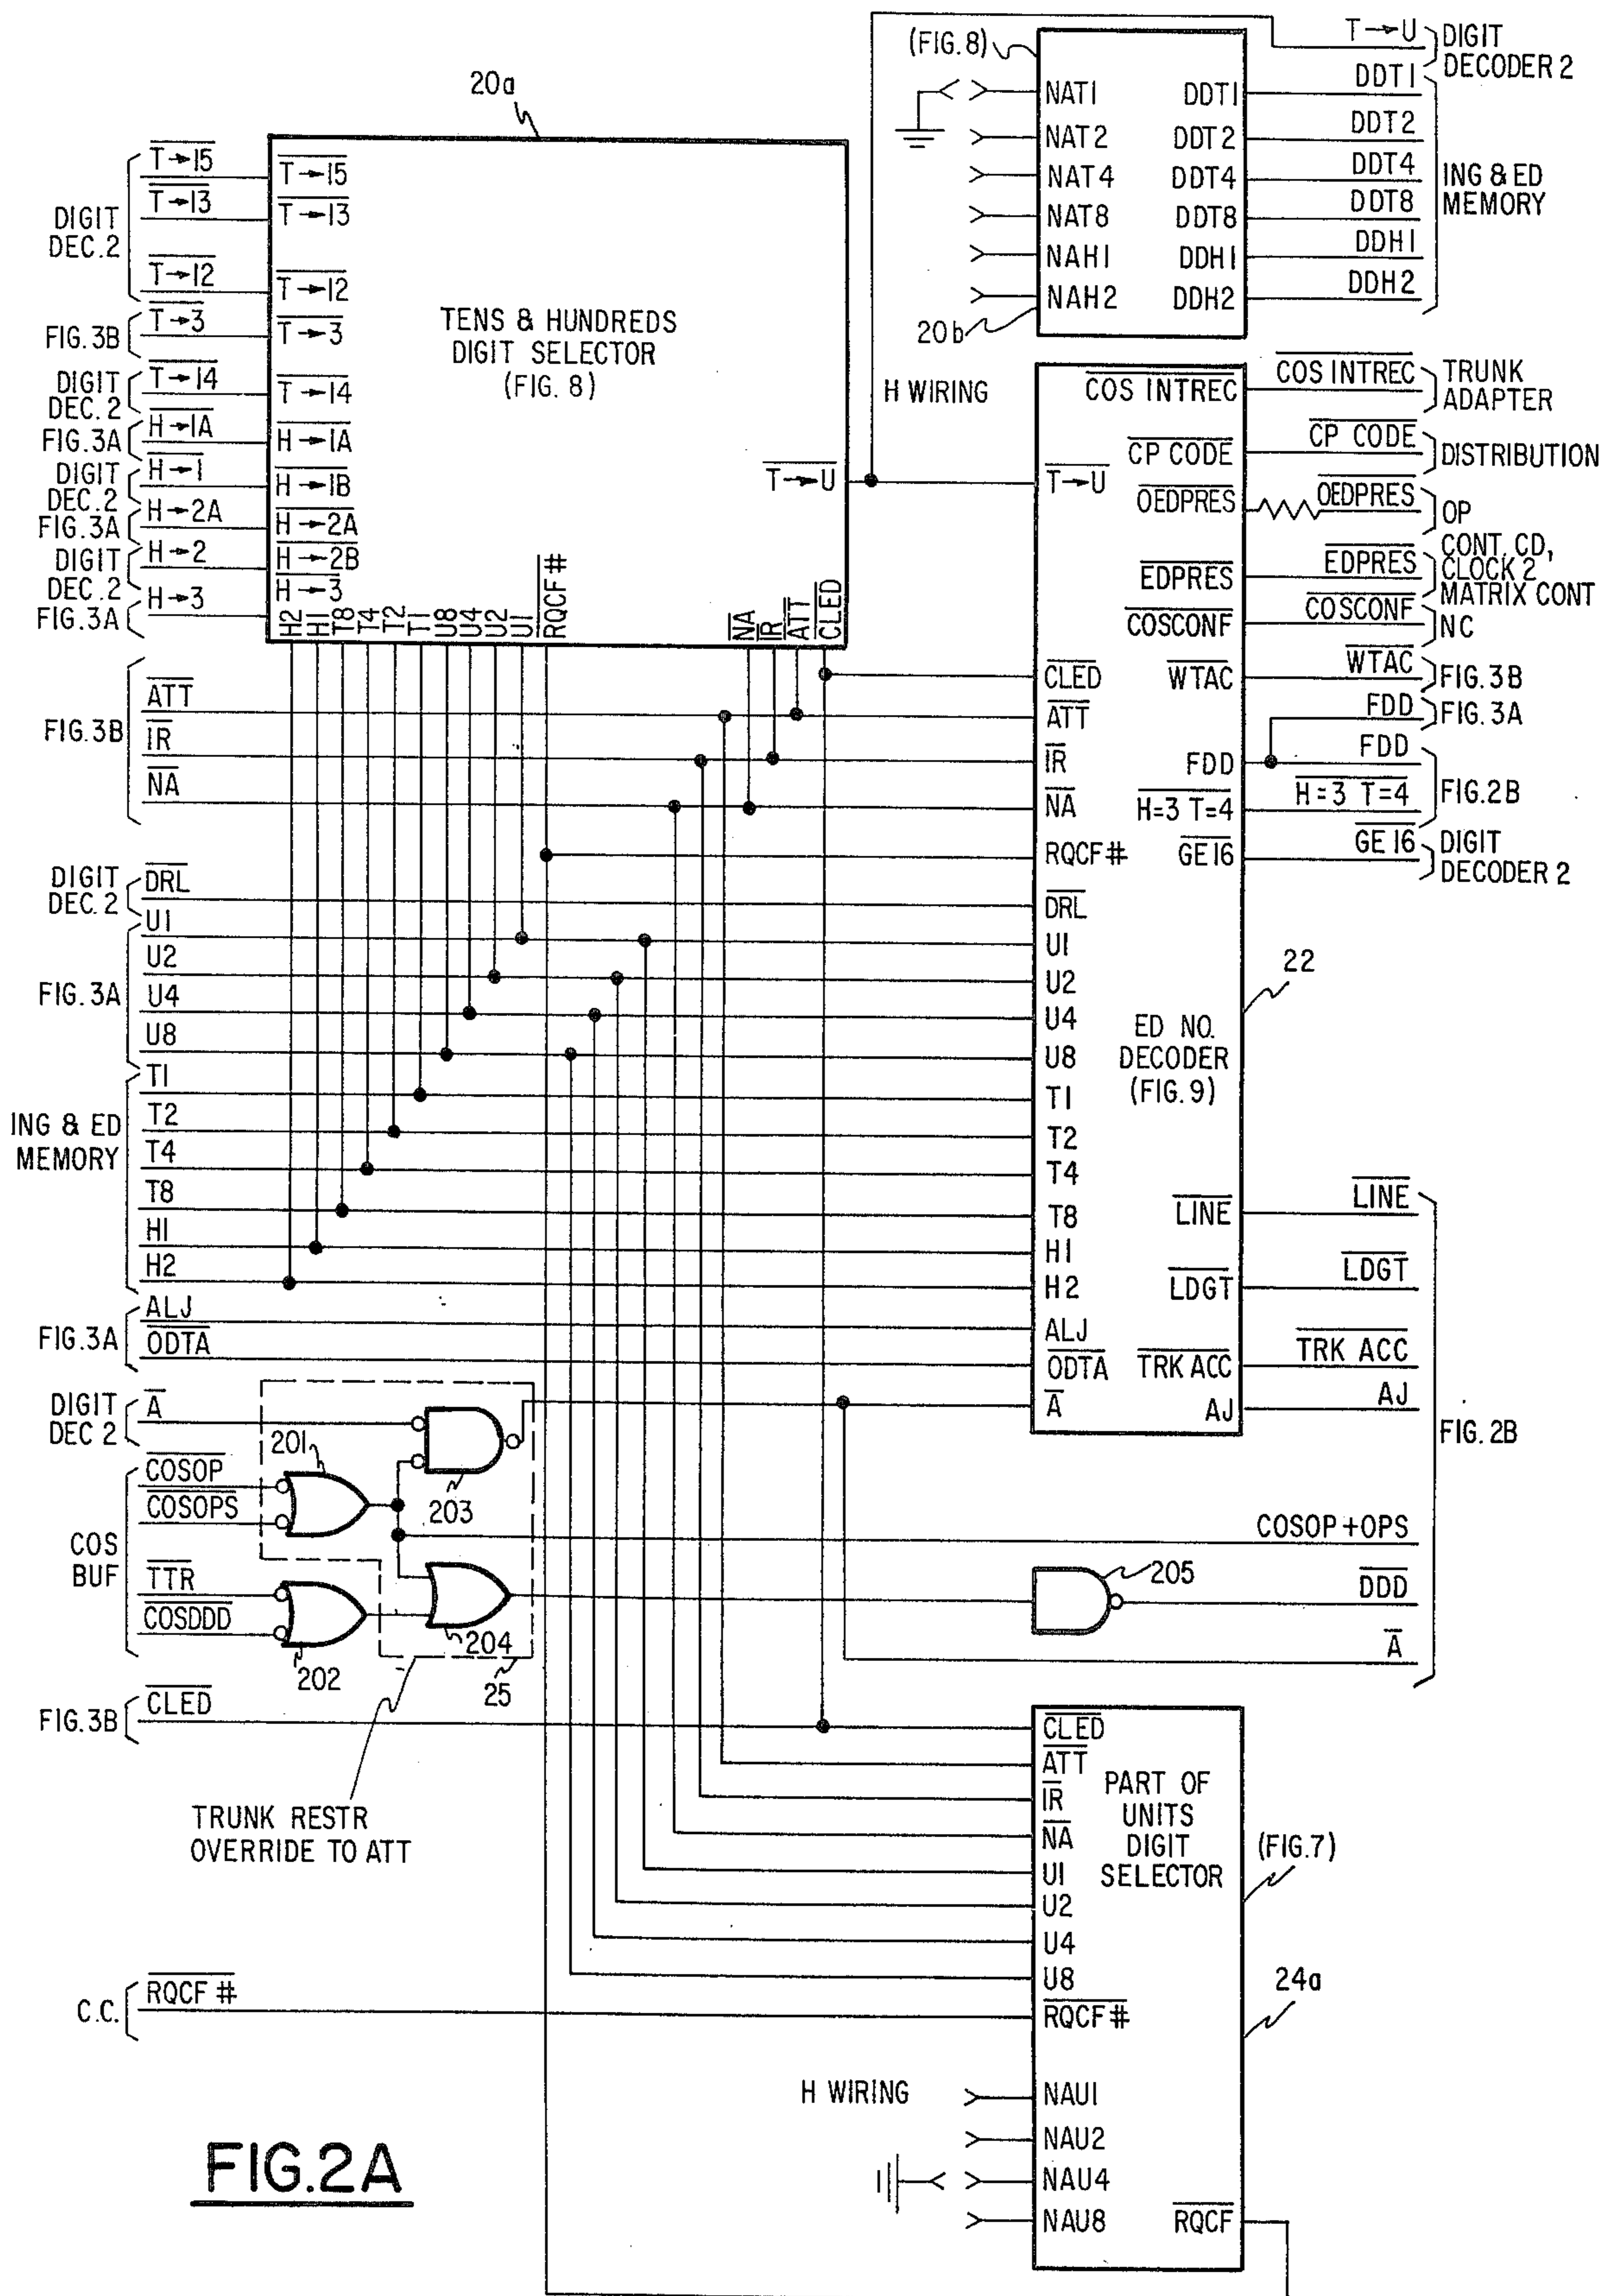 (FIG.8)
T→U
DIGIT
DECODER 2
20a
NAT1
DDT1
DDT1
NAT2
DDT2
DDT2
NAT4
DDT4
DDT4
ING & ED
MEMORY
NAT8
DDT8
DDT8
NAH1
DDH1
DDH1
NAH2
DDH2
DDH2
20b
T→15
T→15
T→13
T→13
DIGIT
DEC.2
T→12
T→12
T→3
T→3
FIG.3B
T→14
T→14
DIGIT
DEC.2
H→1A
H→1A
FIG.3A
H→1
H→1B
DIGIT
DEC.2
H→2A
H→2A
FIG.3A
H→2
H→2B
DIGIT
DEC.2
H→3
H→3
FIG.3A
TENS & HUNDREDS
DIGIT SELECTOR
(FIG. 8)
T→U
H2
H1
T8
T4
T2
T1
U8
U4
U2
U1
RQCF#
NA
IR
ATT
CLED
H WIRING
COS INTREC
COS INTREC
TRUNK
ADAPTER
CP CODE
CP CODE
DISTRIBUTION
T→U
OEDPRES
OEDPRES
OP
EDPRES
EDPRES
CONT. CD,
CLOCK 2
MATRIX CONT
COSCONF
COSCONF
NC
CLED
WTAC
WTAC
FIG.3B
FDD
FIG.3A
ATT
ATT
IR
IR
FDD
FDD
NA
NA
H=3 T=4
H=3 T=4
FIG.3B
FIG.2B
RQCF#
GE16
GE 16
DIGIT
DECODER 2
DIGIT
DEC. 2
DRL
DRL
U1
U1
U2
U2
U4
U4
U8
U8
FIG.3A
22
ED NO.
DECODER
(FIG. 9)
T1
T1
T2
T2
T4
T4
T8
T8
H1
H1
H2
H2
ING & ED
MEMORY
LINE
LINE
LDGT
LDGT
ALJ
ALJ
ODTA
ODTA
FIG.3A
TRK ACC
TRK ACC
DIGIT
DEC 2
A
A
AJ
AJ
FIG.2B
201
203
COSOP
COSOPS
COS
BUF
COSOP+OPS
TTR
COSDDD
202
204
25
205
DDD
A
FIG.3B
CLED
CLED
TRUNK RESTR
OVERRIDE TO ATT
ATT
IR
NA
U1
U2
U4
U8
PART OF
UNITS
DIGIT
SELECTOR
(FIG.7)
24a
C.C.
RQCF #
RQCF#
H WIRING
NAU1
NAU2
NAU4
NAU8
RQCF
FIG.2A